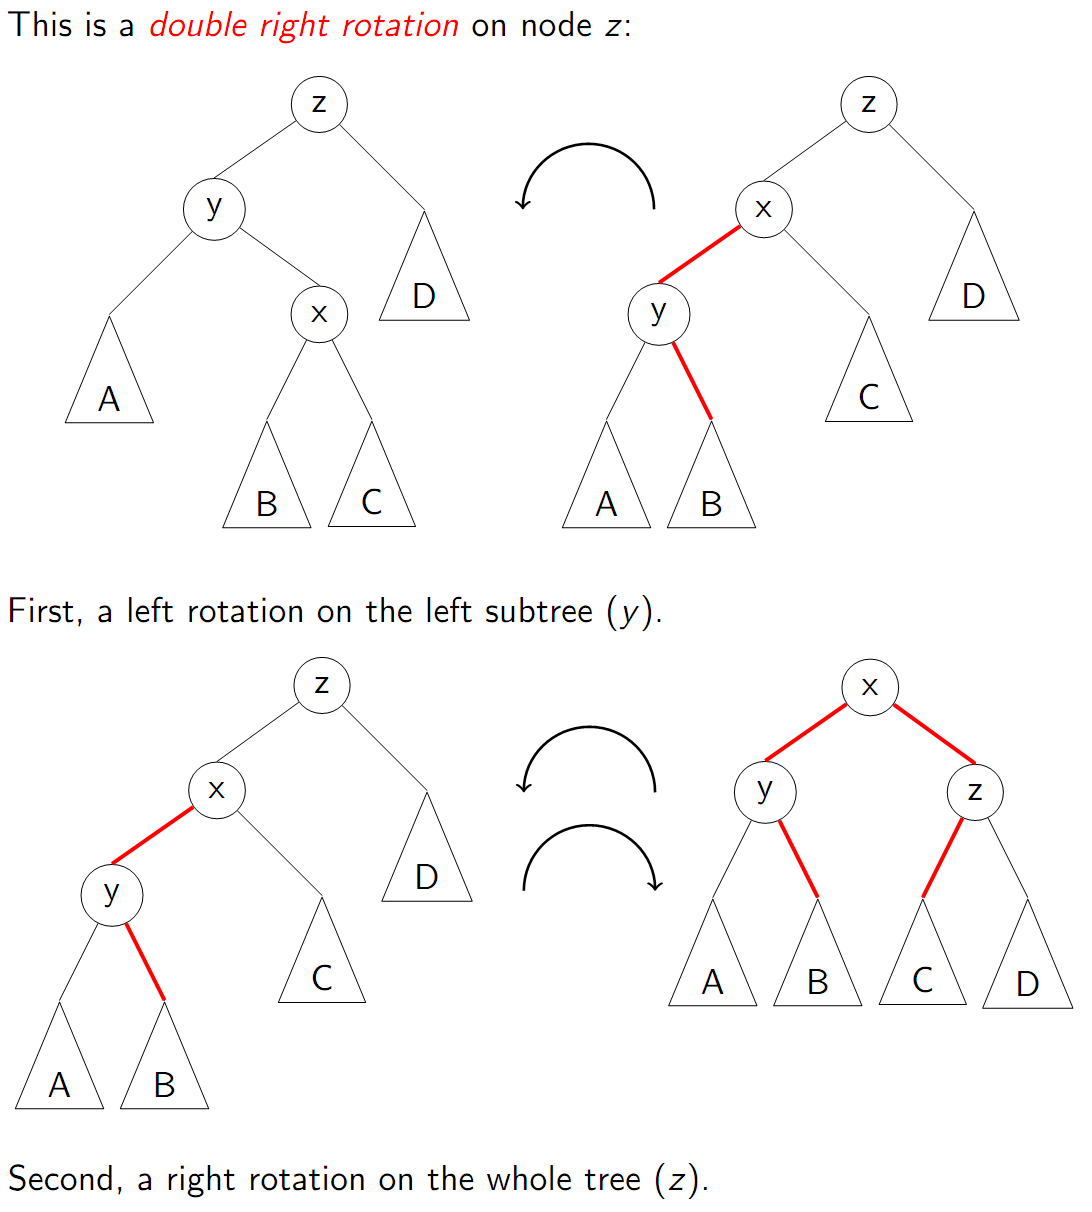 This is a double right rotation on node z:
z z
y x
D y D
x
A C
B C A B
First, a left rotation on the left subtree (y).
z x
x y z
y D
C A B C D
A B
Second, a right rotation on the whole tree (z).